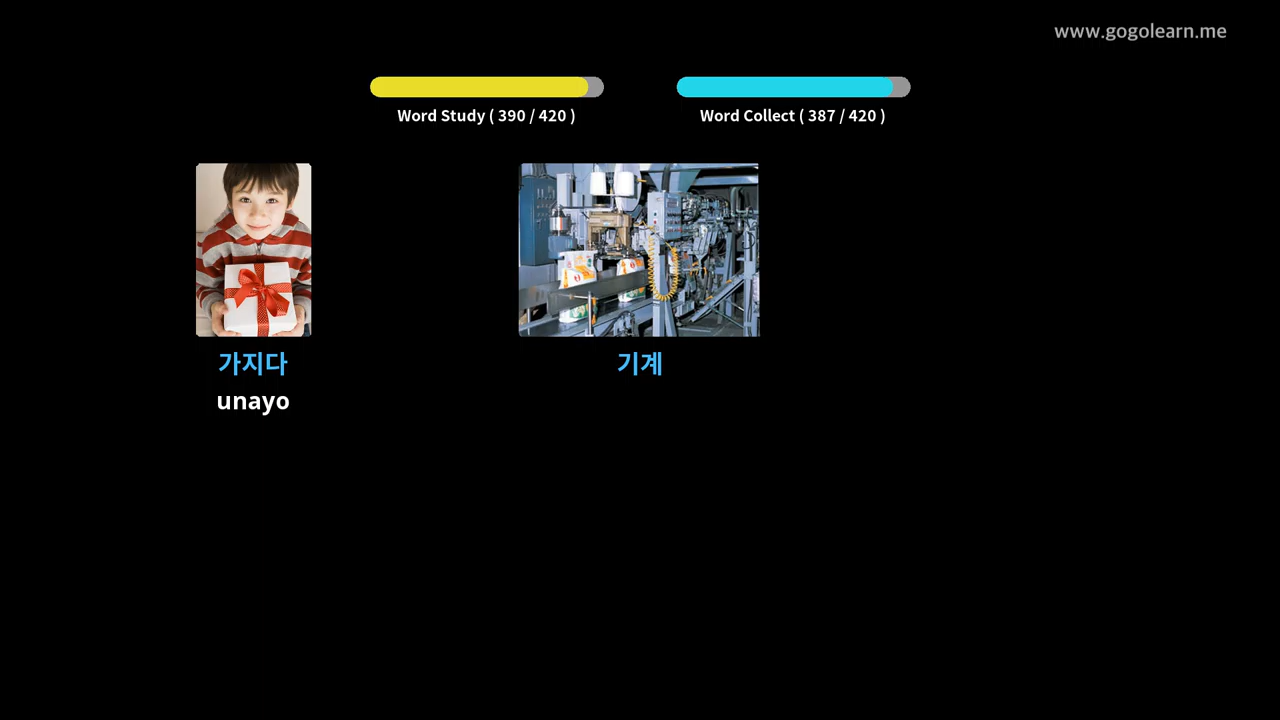 www.gogolearn.me
Word Study ( 390 / 420 )
Word Collect ( 387 / 420 )
가지다
unayo
기계